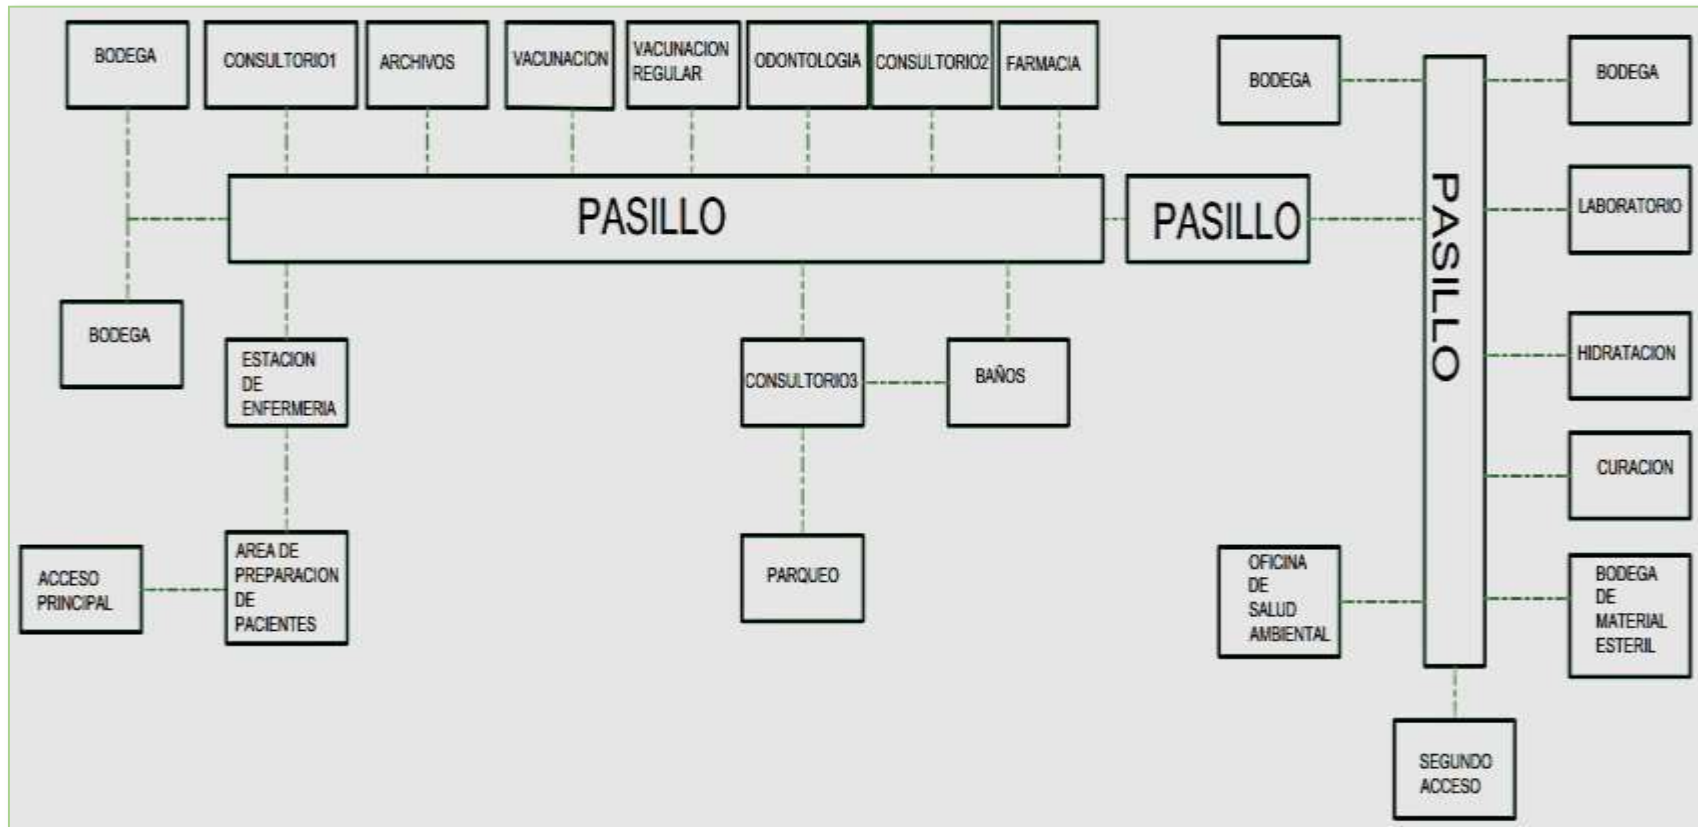 BODEGA
CONSULTORIO1
ARCHIVOS
VACUNACION
VACUNACION
REGULAR
ODONTOLOGIA
CONSULTORIO2
FARMACIA
BODEGA
BODEGA
PASILLO
PASILLO
PASILLO
LABORATORIO
BODEGA
ESTACION
DE
ENFERMERIA
CONSULTORIO3
BAÑOS
HIDRATACION
CURACION
ACCESO
PRINCIPAL
AREA DE
PREPARACION
DE
PACIENTES
PARQUEO
OFICINA
DE
SALUD
AMBIENTAL
BODEGA
DE
MATERIAL
ESTERIL
SEGUNDO
ACCESO